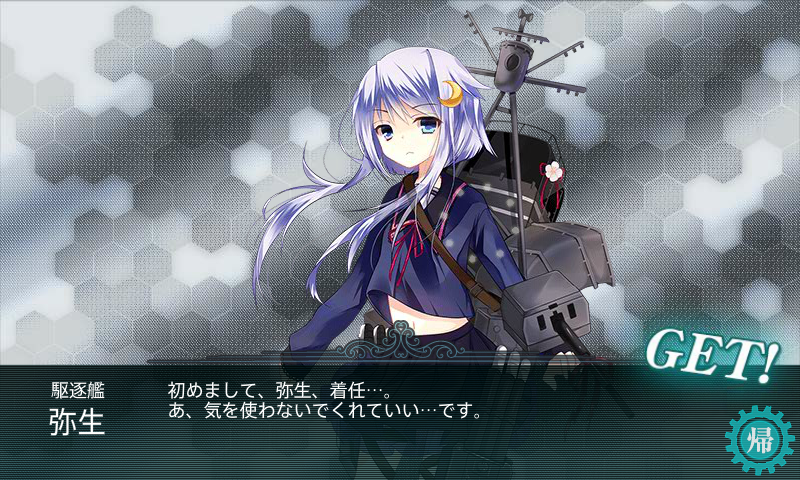 GET!
駆逐艦
弥生
初めまして、弥生、着任…。
あ、気を使わないでくれていい…です。
帰